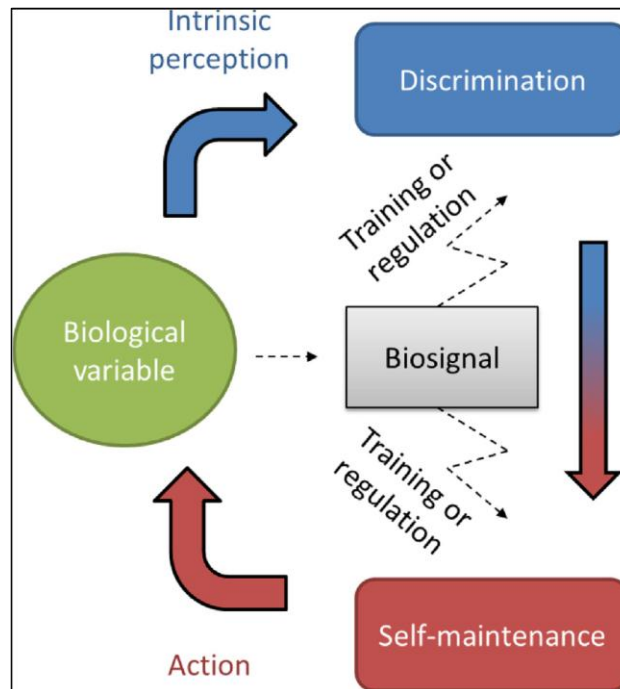 Intrinsic
perception
Discrimination
Training or
regulation
Biological
variable
Biosignal
Training or
regulation
Self-maintenance
Action